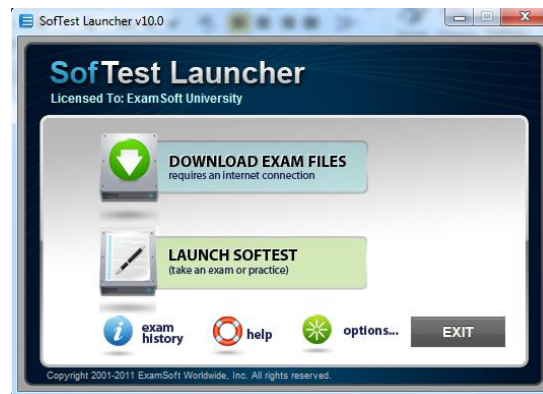 SofTest Launcher v10.0
SofTest Launcher
Licensed To: ExamSoft University
DOWNLOAD EXAM FILES
requires an internet connection
LAUNCH SOFTEST
(take an exam or practice)
exam
history
help
options...
EXIT
Copyright 2001-2011 ExamSoft Worldwide, Inc. All rights reserved.